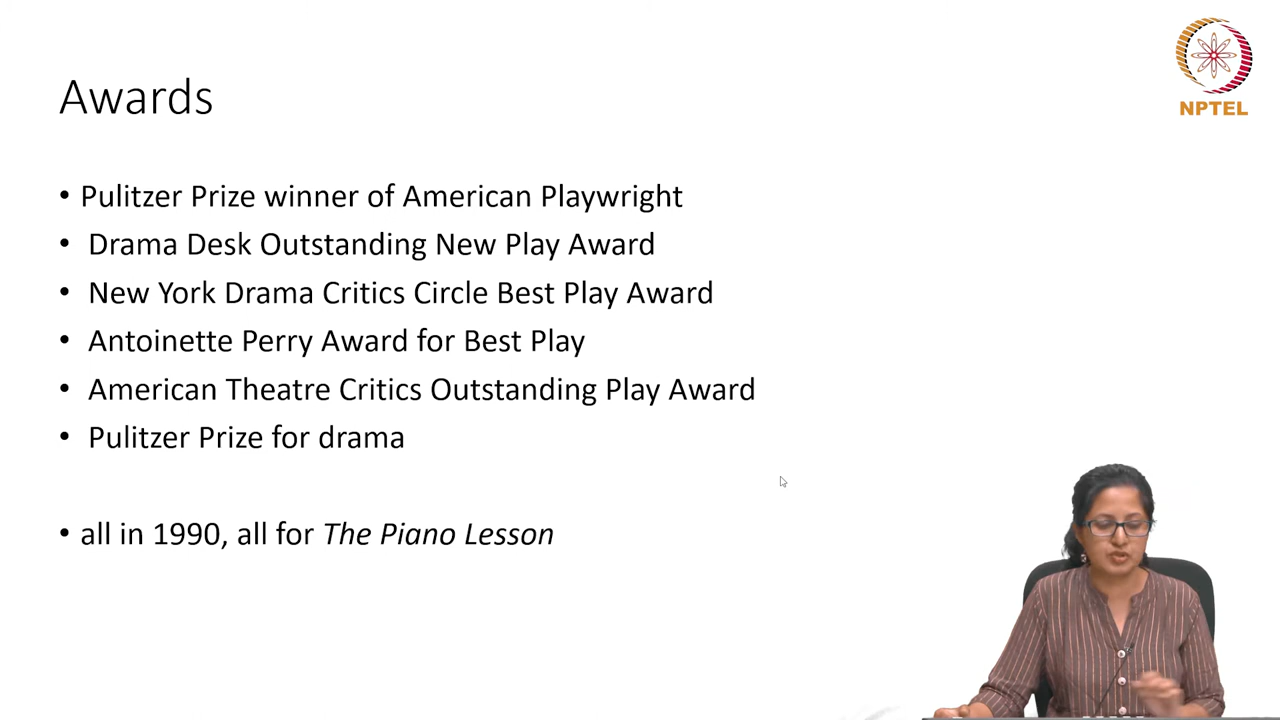 NPTEL
Awards
• Pulitzer Prize winner of American Playwright
• Drama Desk Outstanding New Play Award
• New York Drama Critics Circle Best Play Award
• Antoinette Perry Award for Best Play
• American Theatre Critics Outstanding Play Award
• Pulitzer Prize for drama
• all in 1990, all for The Piano Lesson